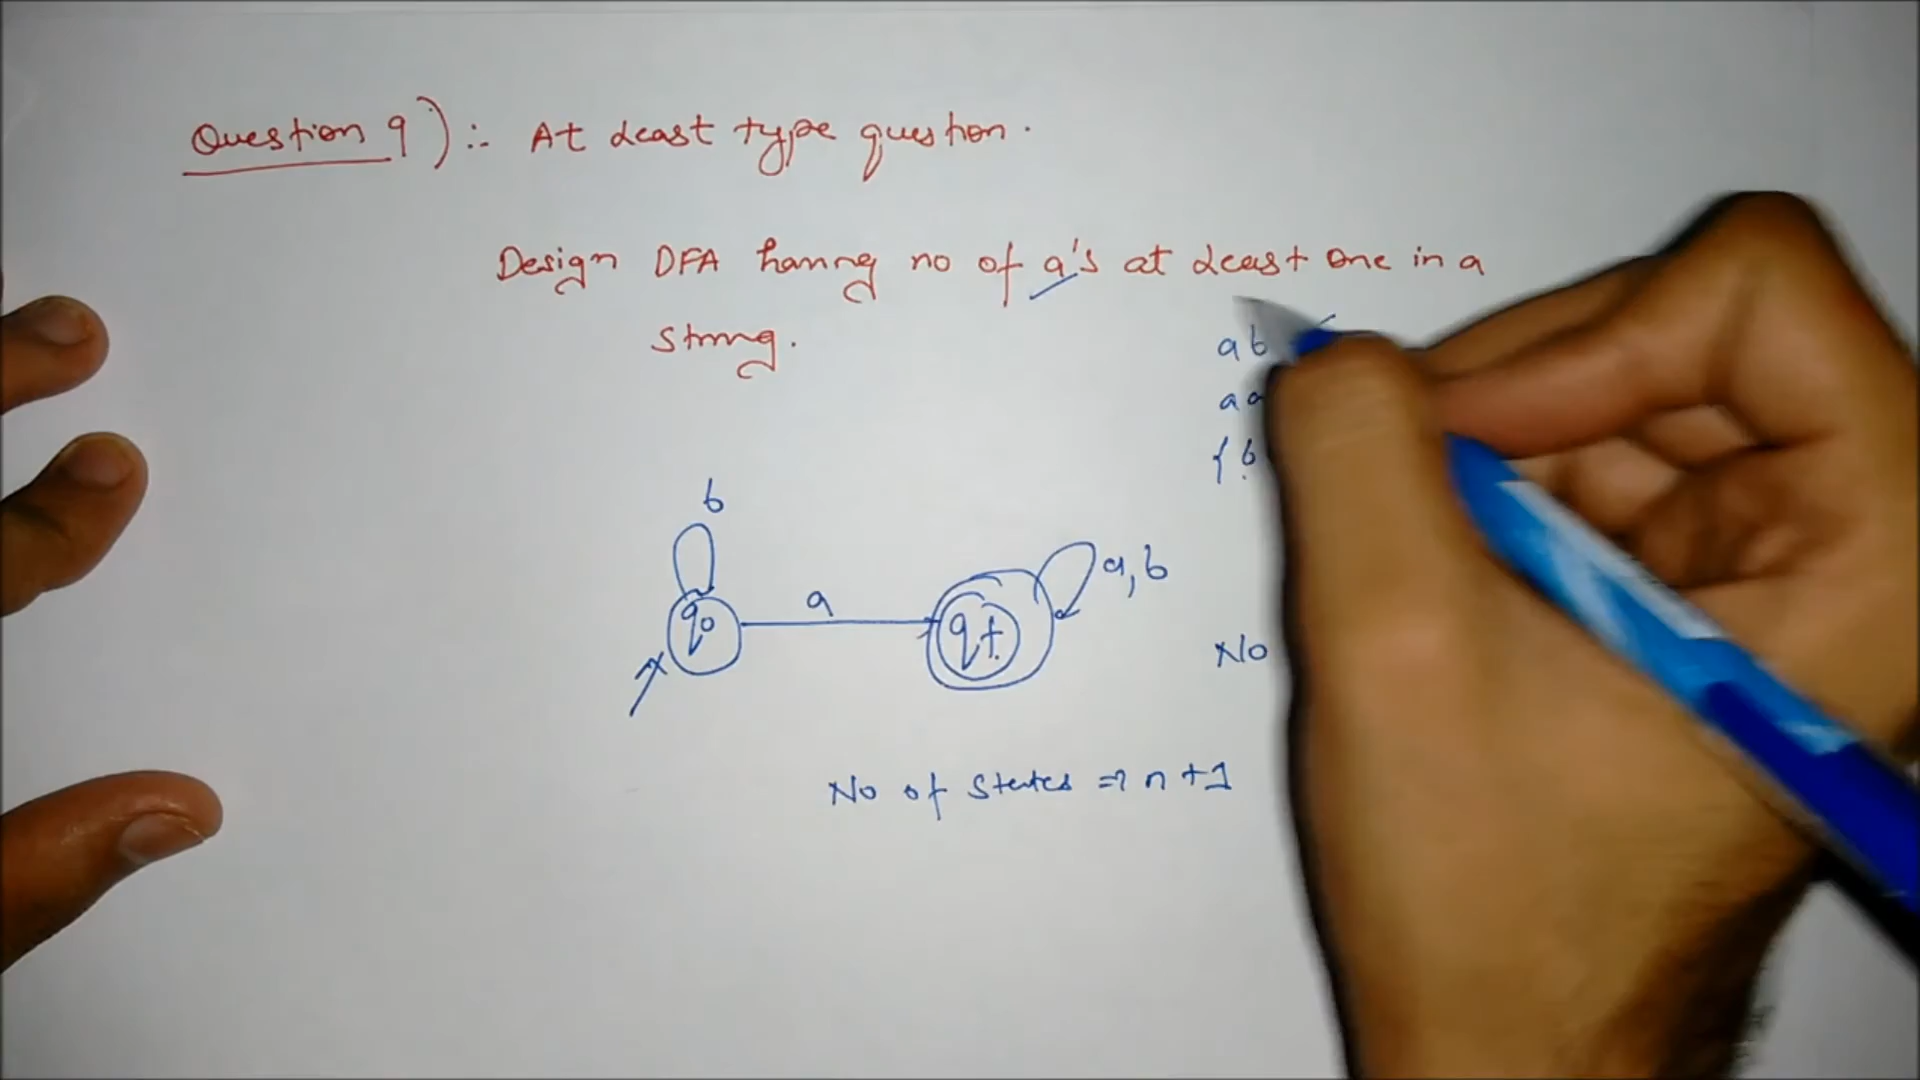 Question 9) :- At least type question.
Design DFA having no of a's at least one in a
string.
ab
aa
{ b
b
a
a, b
q0
qf
No
No of states => n+1